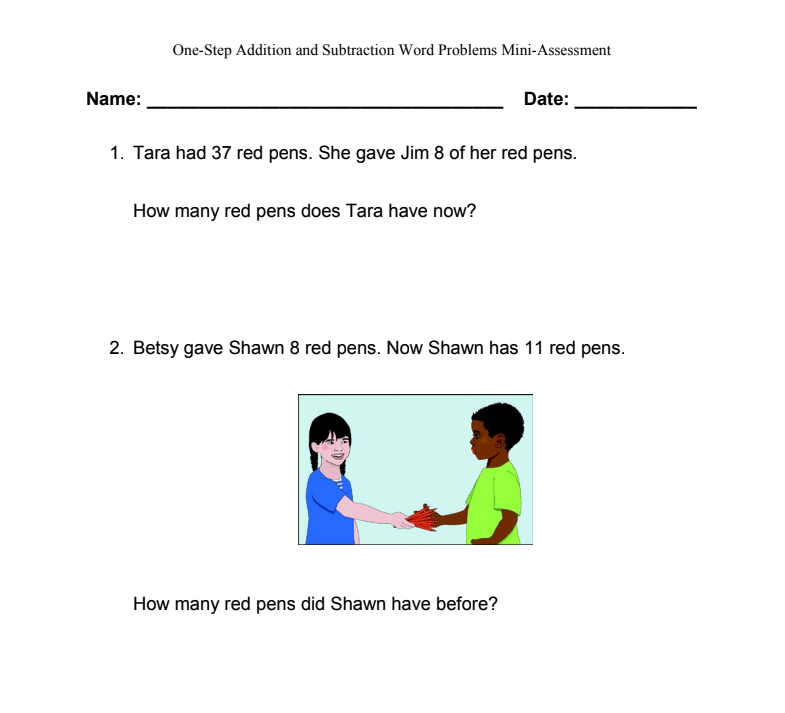 One-Step Addition and Subtraction Word Problems Mini-Assessment
Name: ____________________________________ Date: ____________
1. Tara had 37 red pens. She gave Jim 8 of her red pens.
How many red pens does Tara have now?
2. Betsy gave Shawn 8 red pens. Now Shawn has 11 red pens.
How many red pens did Shawn have before?